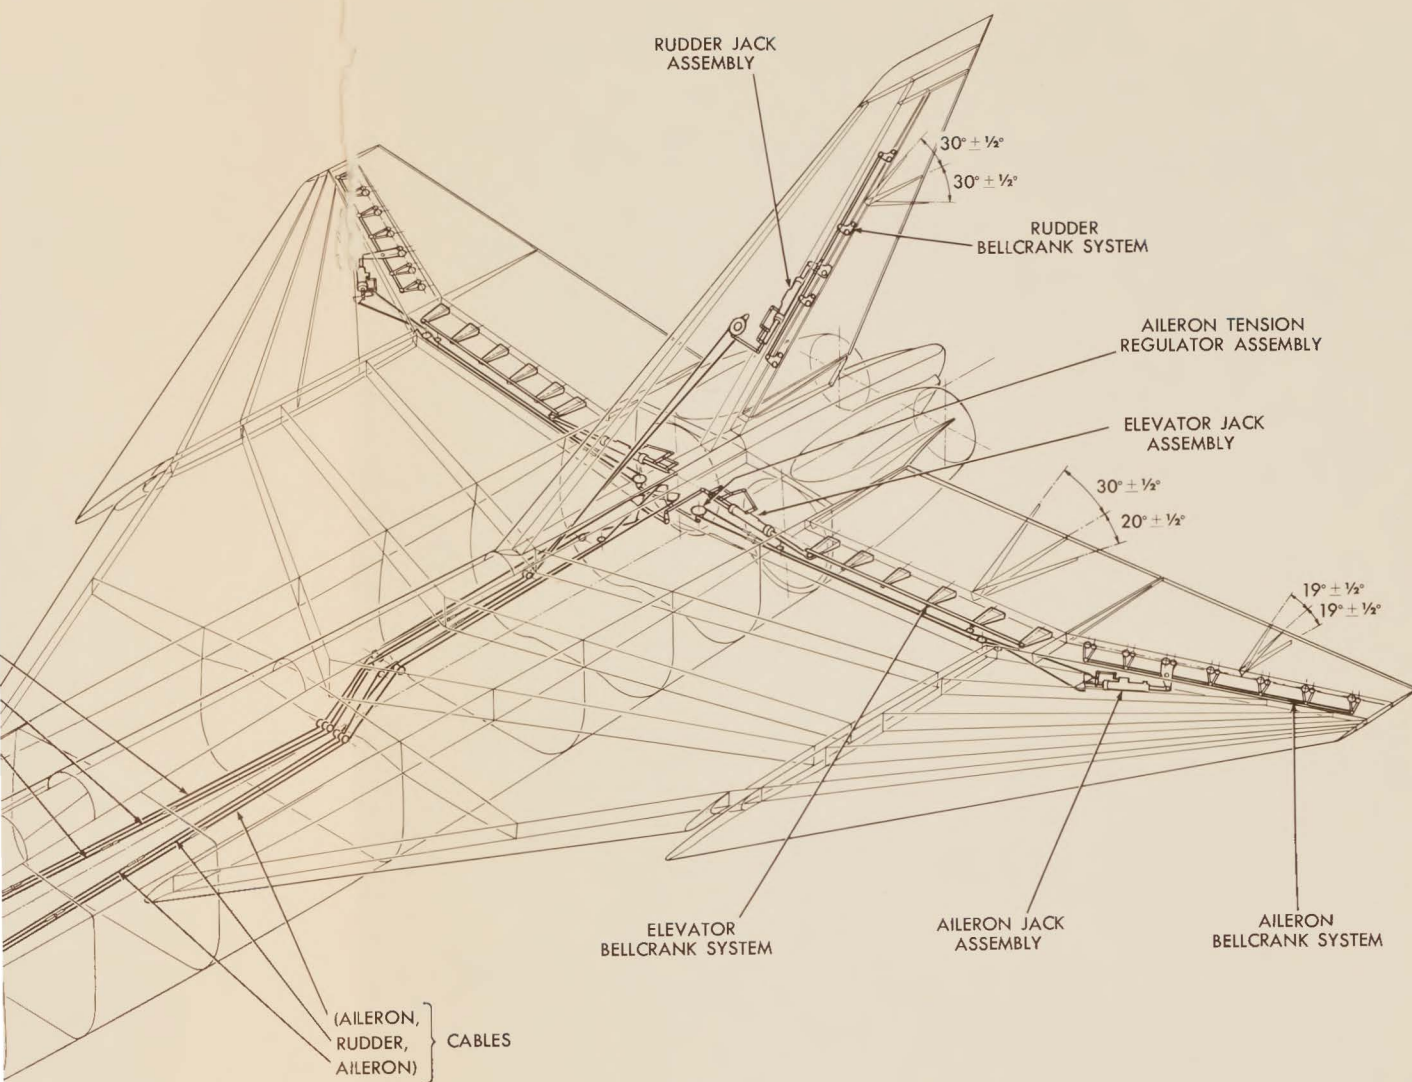 RUDDER JACK
ASSEMBLY
30° ± ½°
30° ± ½°
RUDDER
BELLCRANK SYSTEM
AILERON TENSION
REGULATOR ASSEMBLY
ELEVATOR JACK
ASSEMBLY
30° ± ½°
20° ± ½°
19° ± ½°
19° ± ½°
ELEVATOR
BELLCRANK SYSTEM
AILERON JACK
ASSEMBLY
AILERON
BELLCRANK SYSTEM
(AILERON,
RUDDER,
AILERON)
CABLES